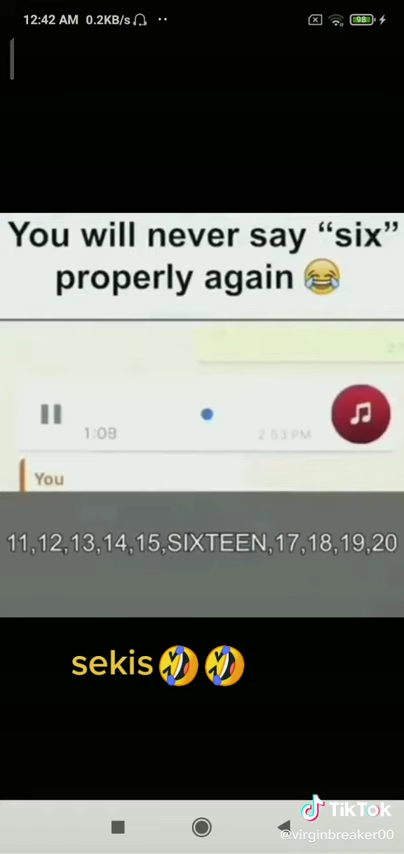 12:42 AM 0.2KB/s
98
You will never say “six”
properly again 😂
1:09
2:53 PM
You
11,12,13,14,15,SIXTEEN,17,18,19,20
sekis🤣🤣
TikTok
@virginbreaker00